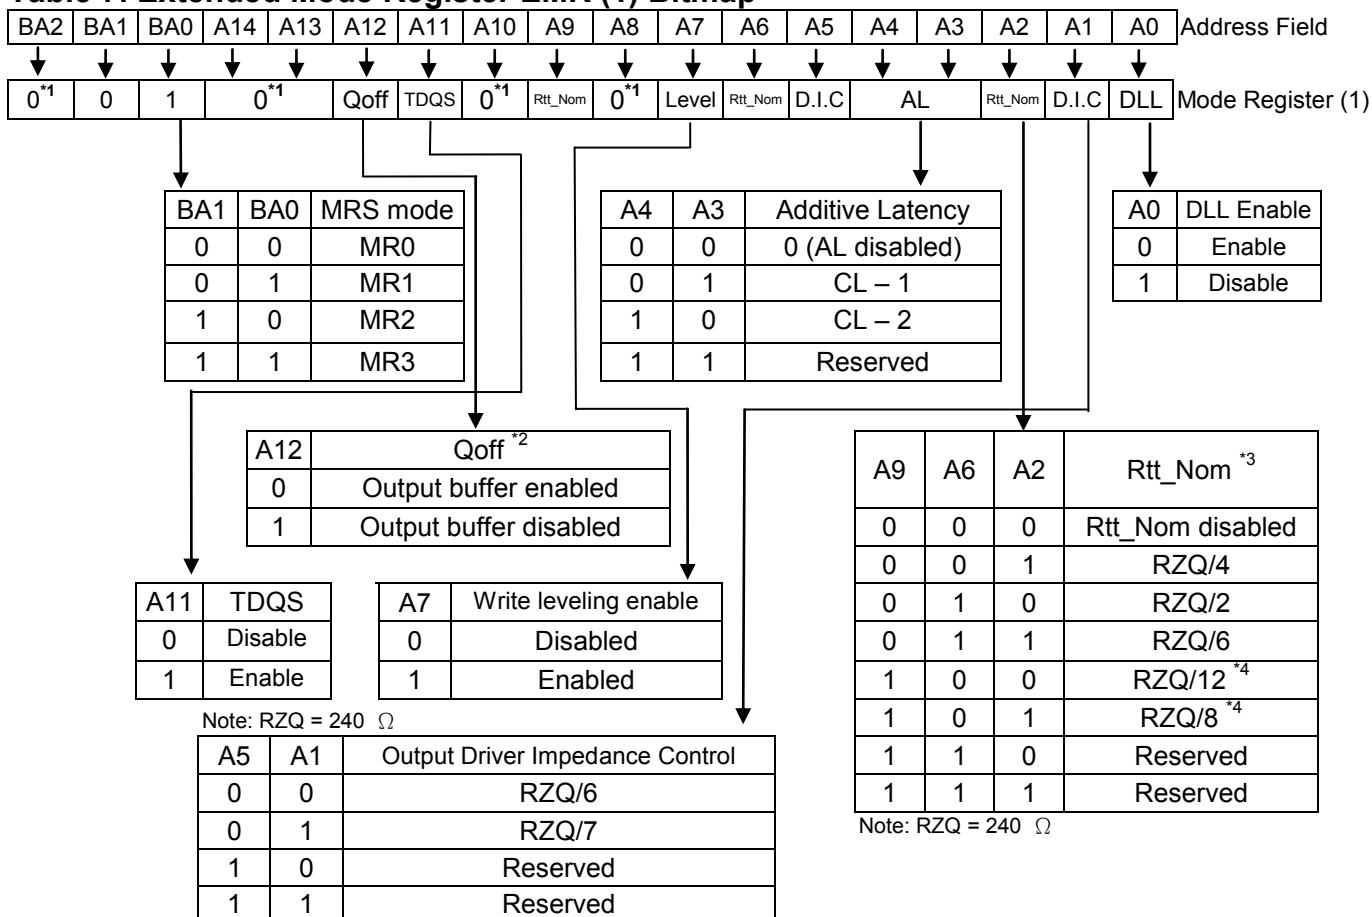 Table 7. Extended Mode Register EMR (1) Bitmap
BA2 BA1 BA0 A14 A13 A12 A11 A10 A9 A8 A7 A6 A5 A4 A3 A2 A1 A0 Address Field
0*1 0 1 0*1 Qoff TDQS 0*1 Rtt_Nom 0*1 Level Rtt_Nom D.I.C AL Rtt_Nom D.I.C DLL Mode Register (1)
BA1 BA0 MRS mode
0 0 MR0
0 1 MR1
1 0 MR2
1 1 MR3
A4 A3 Additive Latency
0 0 0 (AL disabled)
0 1 CL – 1
1 0 CL – 2
1 1 Reserved
A0 DLL Enable
0 Enable
1 Disable
A12 Qoff *2
0 Output buffer enabled
1 Output buffer disabled
A9 A6 A2 Rtt_Nom *3
0 0 0 Rtt_Nom disabled
0 0 1 RZQ/4
0 1 0 RZQ/2
0 1 1 RZQ/6
1 0 0 RZQ/12 *4
1 0 1 RZQ/8 *4
1 1 0 Reserved
1 1 1 Reserved
Note: RZQ = 240 Ω
A11 TDQS
0 Disable
1 Enable
A7 Write leveling enable
0 Disabled
1 Enabled
Note: RZQ = 240 Ω
A5 A1 Output Driver Impedance Control
0 0 RZQ/6
0 1 RZQ/7
1 0 Reserved
1 1 Reserved